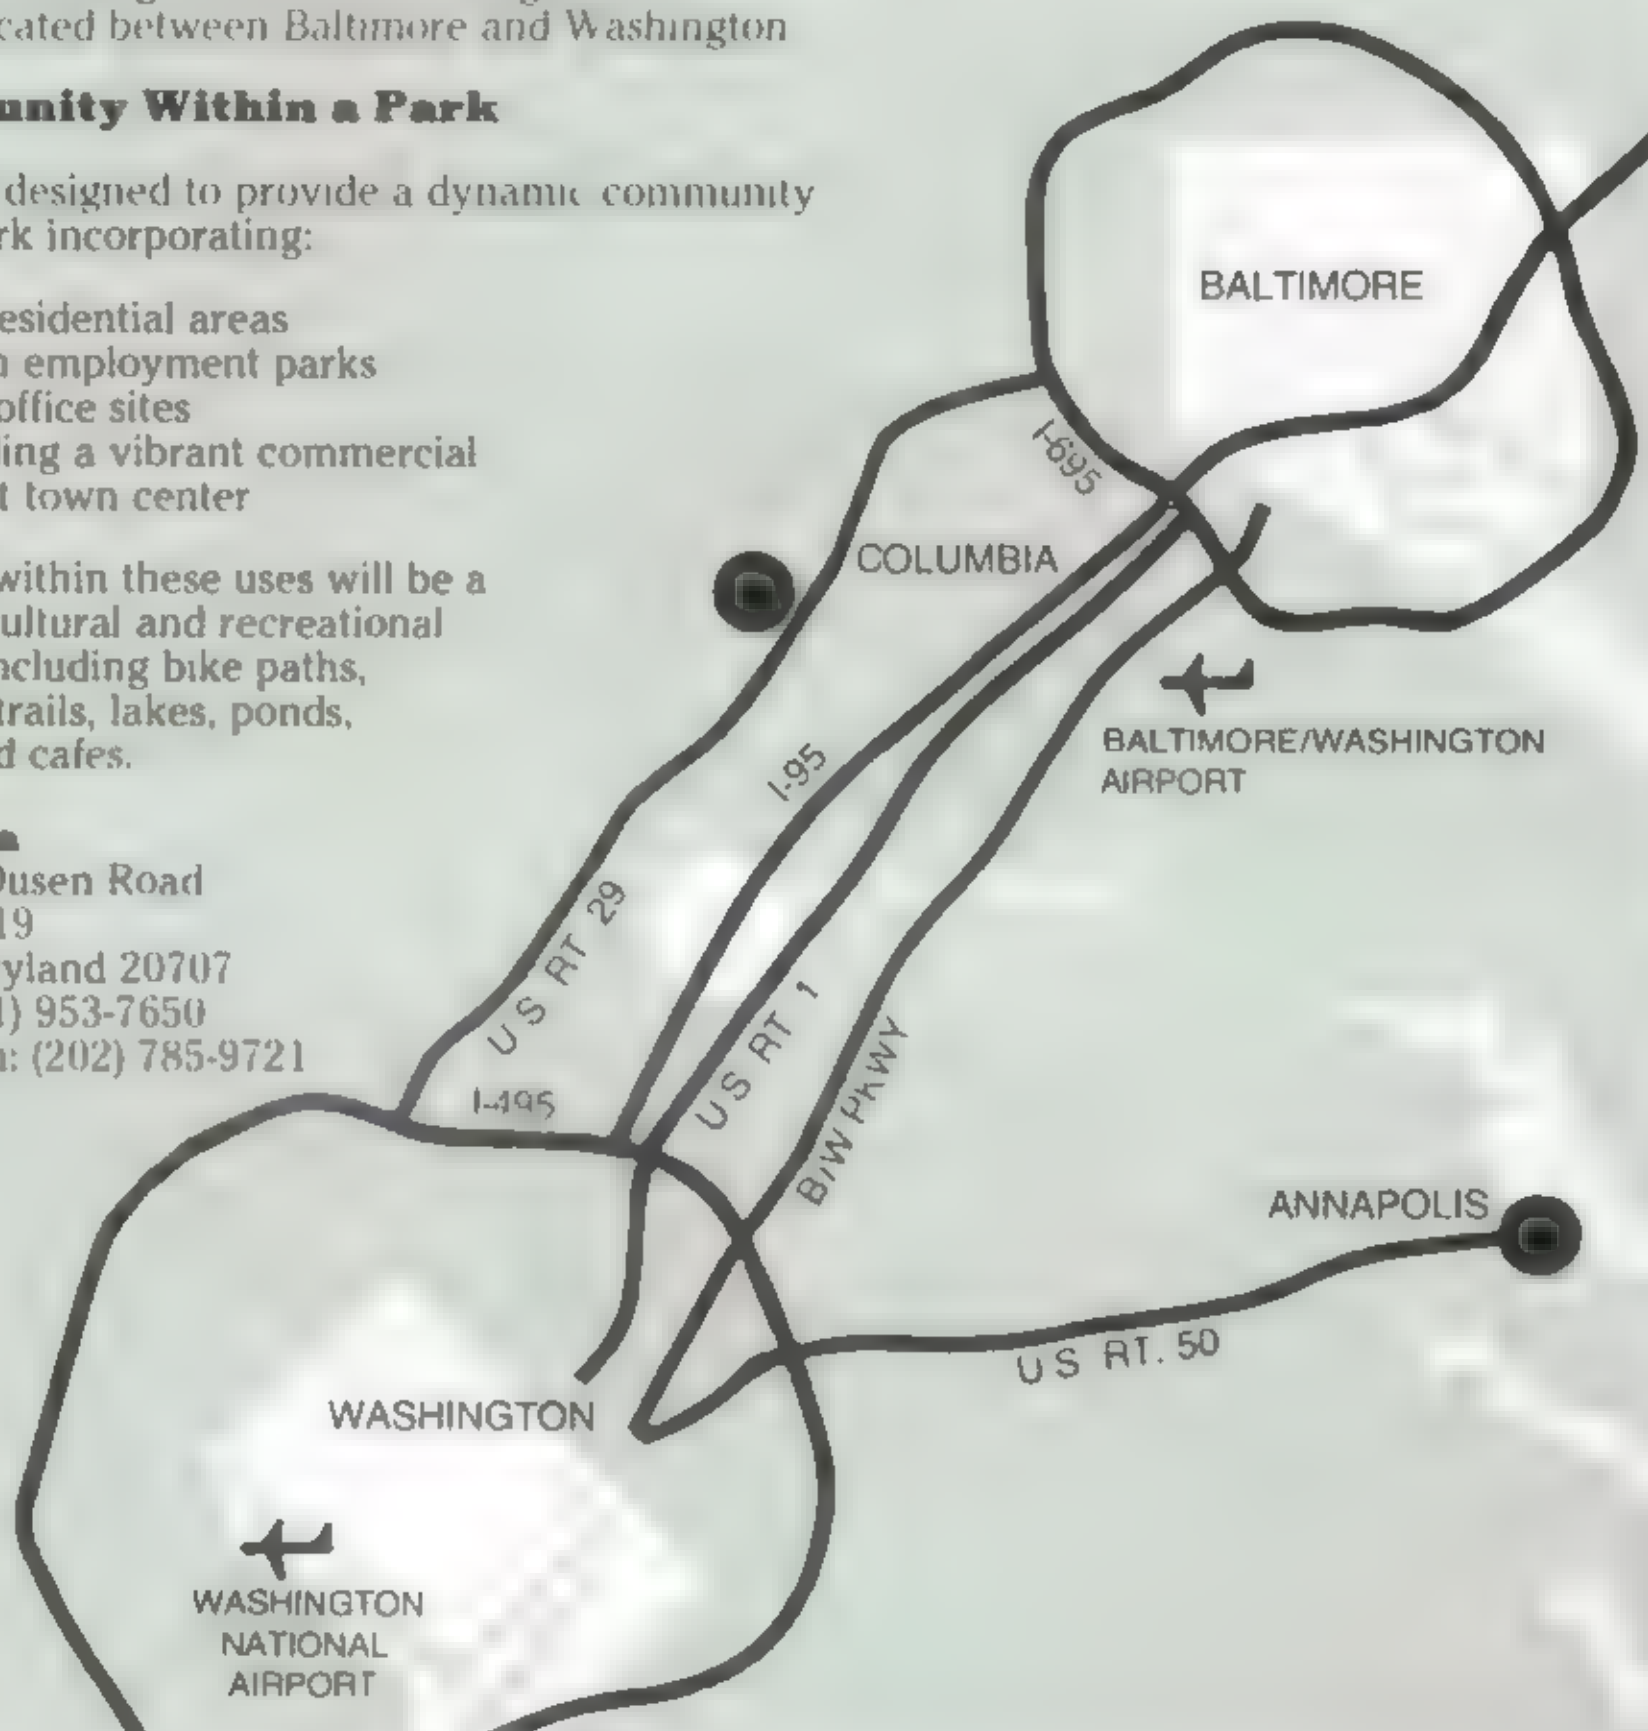 cated between Baltimore and Washington
unity Within a Park
designed to provide a dynamic community
rk incorporating:
esidential areas
n employment parks
office sites
ling a vibrant commercial
t town center
within these uses will be a
ultural and recreational
ncluding bike paths,
trails, lakes, ponds,
d cafes.
Dusen Road
19
yland 20707
1) 953-7650
n: (202) 785-9721
BALTIMORE
I-695
COLUMBIA
BALTIMORE/WASHINGTON
AIRPORT
I-95
US RT 29
US RT 1
B/W PKWY
I-495
ANNAPOLIS
US RT. 50
WASHINGTON
WASHINGTON
NATIONAL
AIRPORT